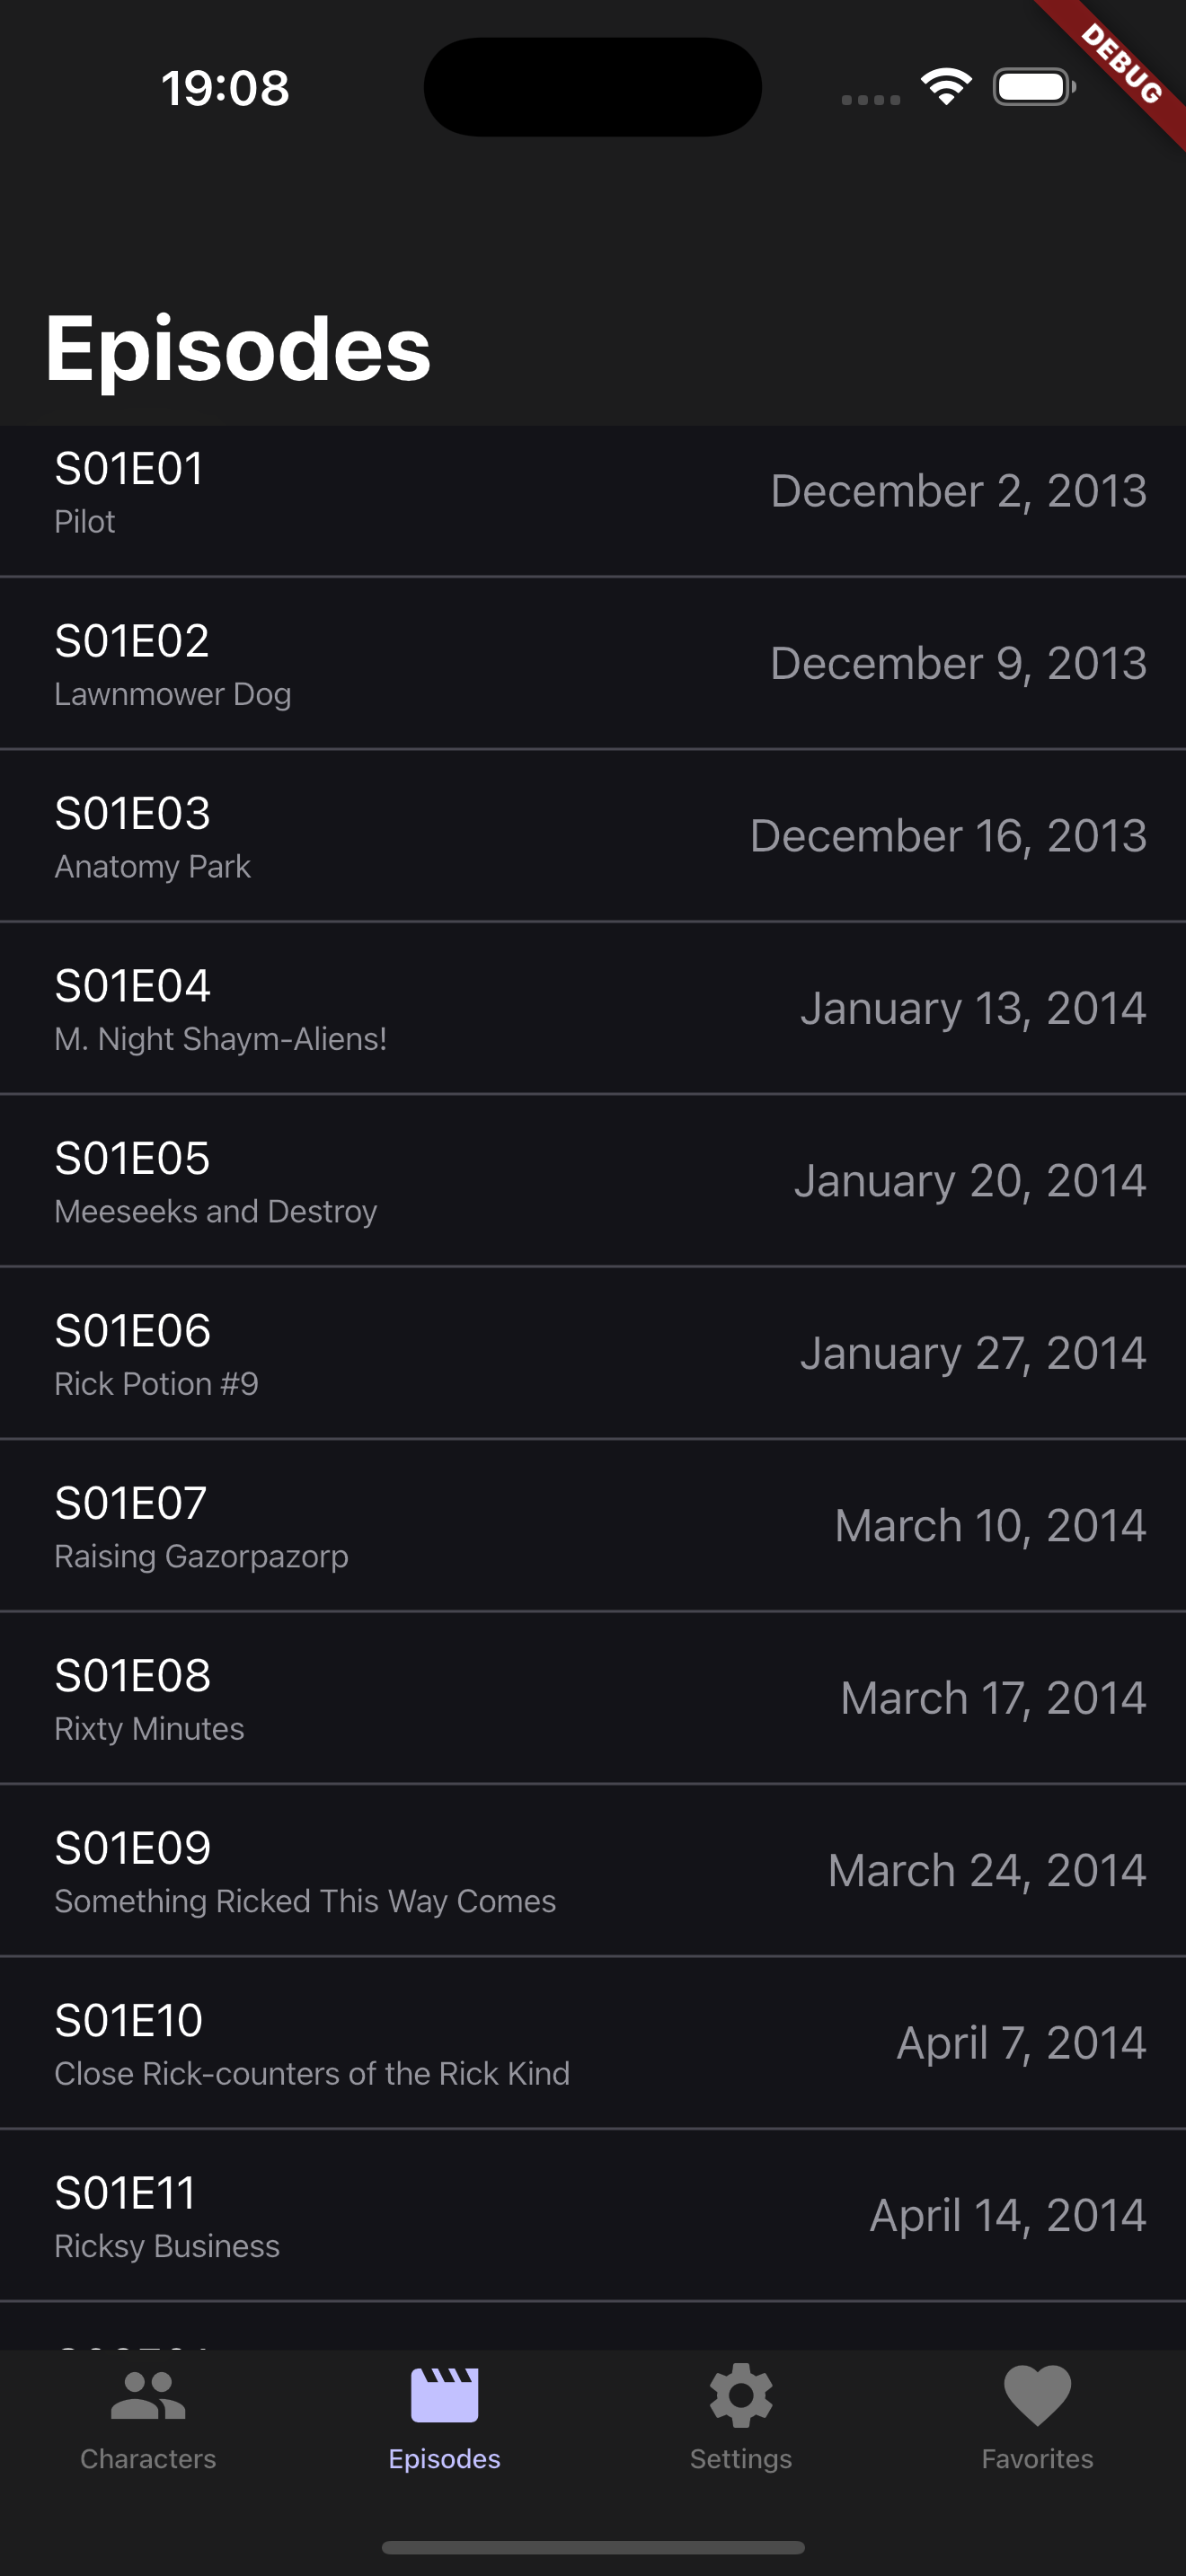 19:08
DEBUG
Episodes
S01E01
December 2, 2013
Pilot
S01E02
December 9, 2013
Lawnmower Dog
S01E03
December 16, 2013
Anatomy Park
S01E04
January 13, 2014
M. Night Shaym-Aliens!
S01E05
January 20, 2014
Meeseeks and Destroy
S01E06
January 27, 2014
Rick Potion #9
S01E07
March 10, 2014
Raising Gazorpazorp
S01E08
March 17, 2014
Rixty Minutes
S01E09
March 24, 2014
Something Ricked This Way Comes
S01E10
April 7, 2014
Close Rick-counters of the Rick Kind
S01E11
April 14, 2014
Ricksy Business
Characters
Episodes
Settings
Favorites